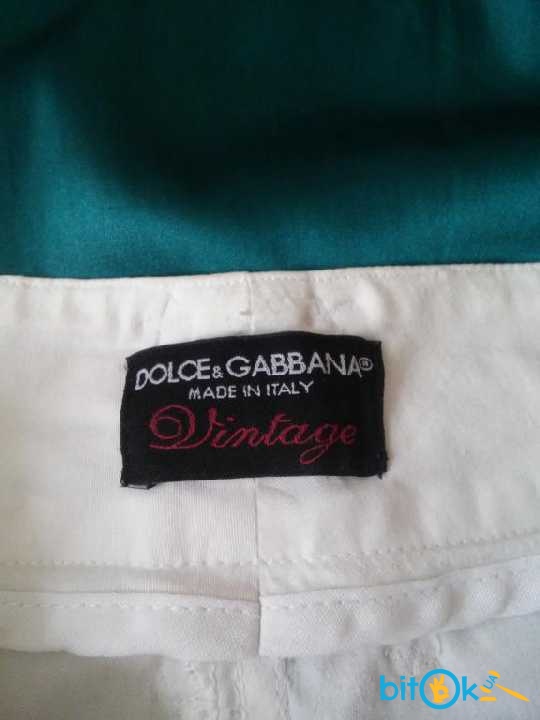 DOLCE & GABBANA®
MADE IN ITALY
Vintage
bitOk